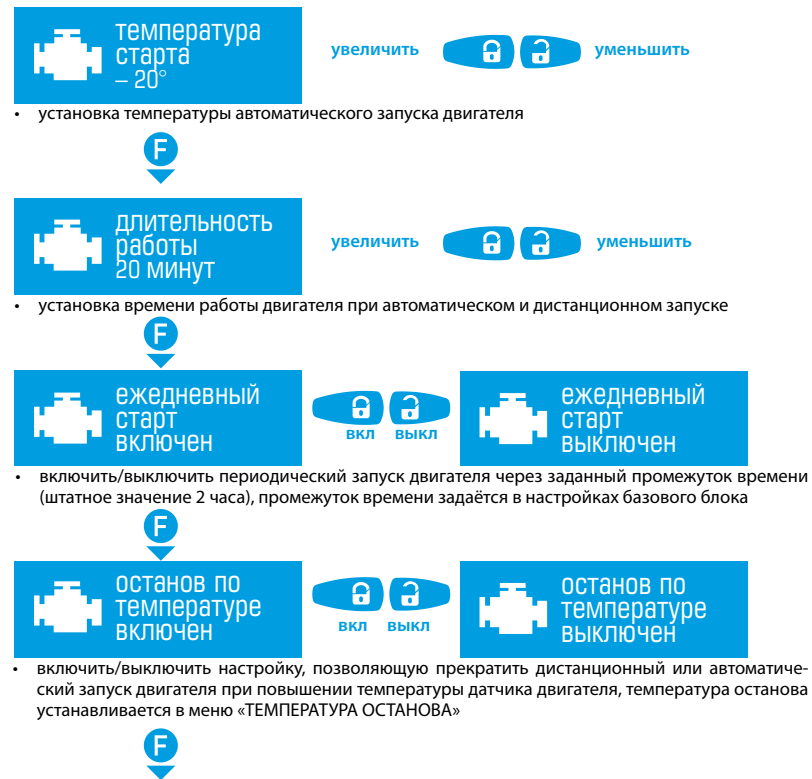 температура
старта
– 20°
увеличить
уменьшить
• установка температуры автоматического запуска двигателя
F
длительность
работы
20 минут
увеличить
уменьшить
• установка времени работы двигателя при автоматическом и дистанционном запуске
F
ежедневный
старт
включен
вкл выкл
ежедневный
старт
выключен
• включить/выключить периодический запуск двигателя через заданный промежуток времени
(штатное значение 2 часа), промежуток времени задаётся в настройках базового блока
F
останов по
температуре
включен
вкл выкл
останов по
температуре
выключен
• включить/выключить настройку, позволяющую прекратить дистанционный или автоматиче-
ский запуск двигателя при повышении температуры датчика двигателя, температура останова
устанавливается в меню «ТЕМПЕРАТУРА ОСТАНОВА»
F